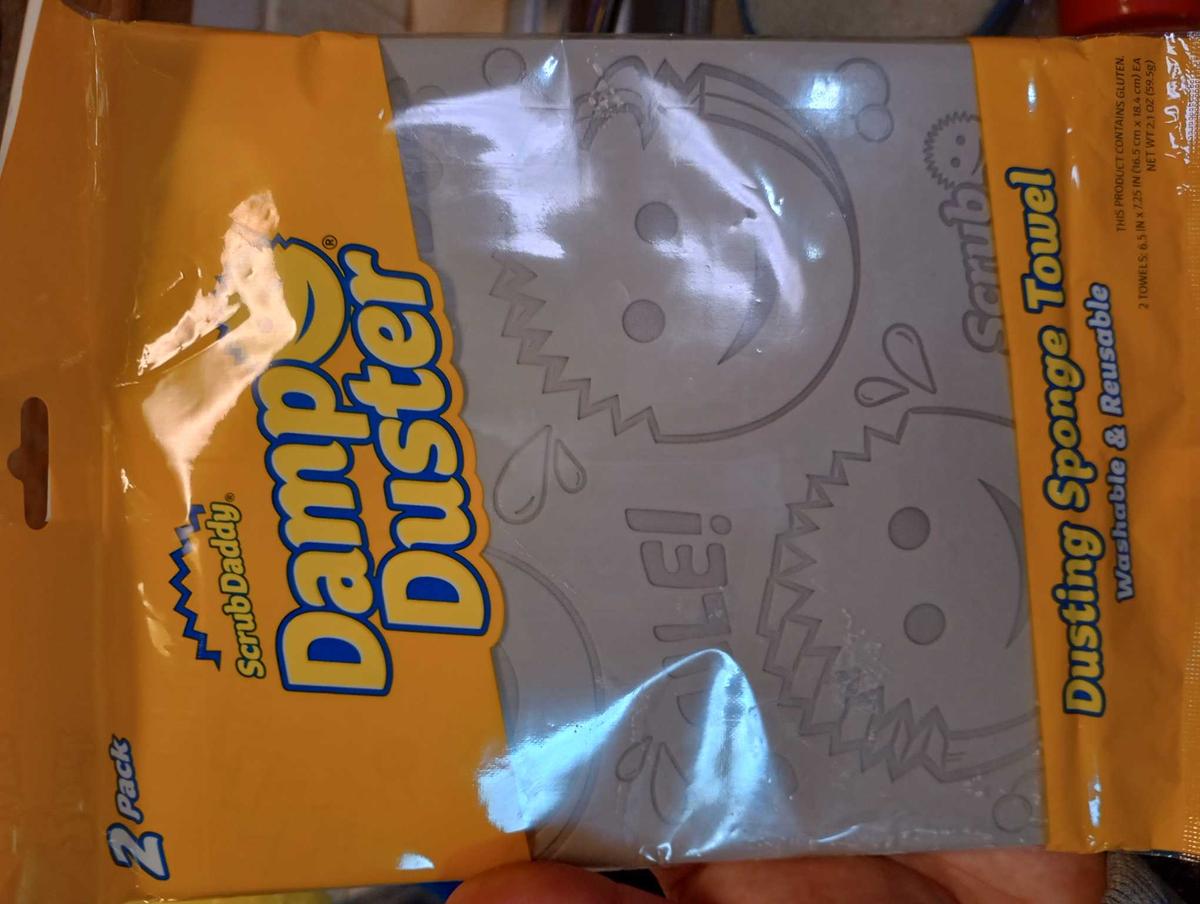 2 Pack
ScrubDaddy®
Damp
Duster®
Scrub
Dusting Sponge Towel
Washable & Reusable
THIS PRODUCT CONTAINS GLUTEN.
2 TOWELS: 6.5 IN x 7.25 IN (16.5 cm x 18.4 cm) EA
NET WT 2.1 OZ (59.5g)